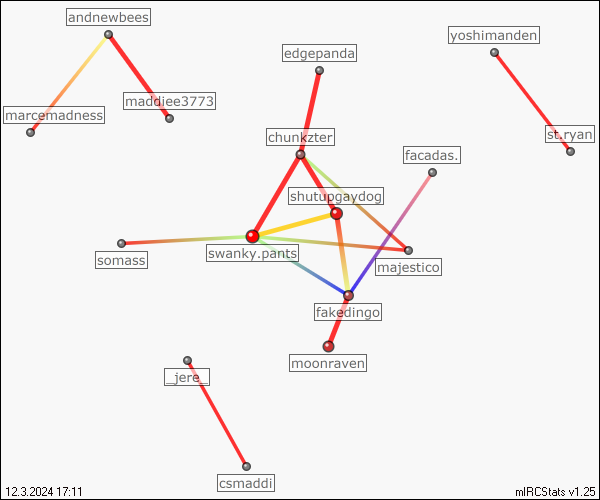 andnewbees
yoshimanden
edgepanda
maddiee3773
marcemadness
st.ryan
chunkzter
facadas.
shutupgaydog
swanky.pants
somass
majestico
fakedingo
moonraven
_jere_
csmaddi
12.3.2024 17:11
mIRCStats v1.25